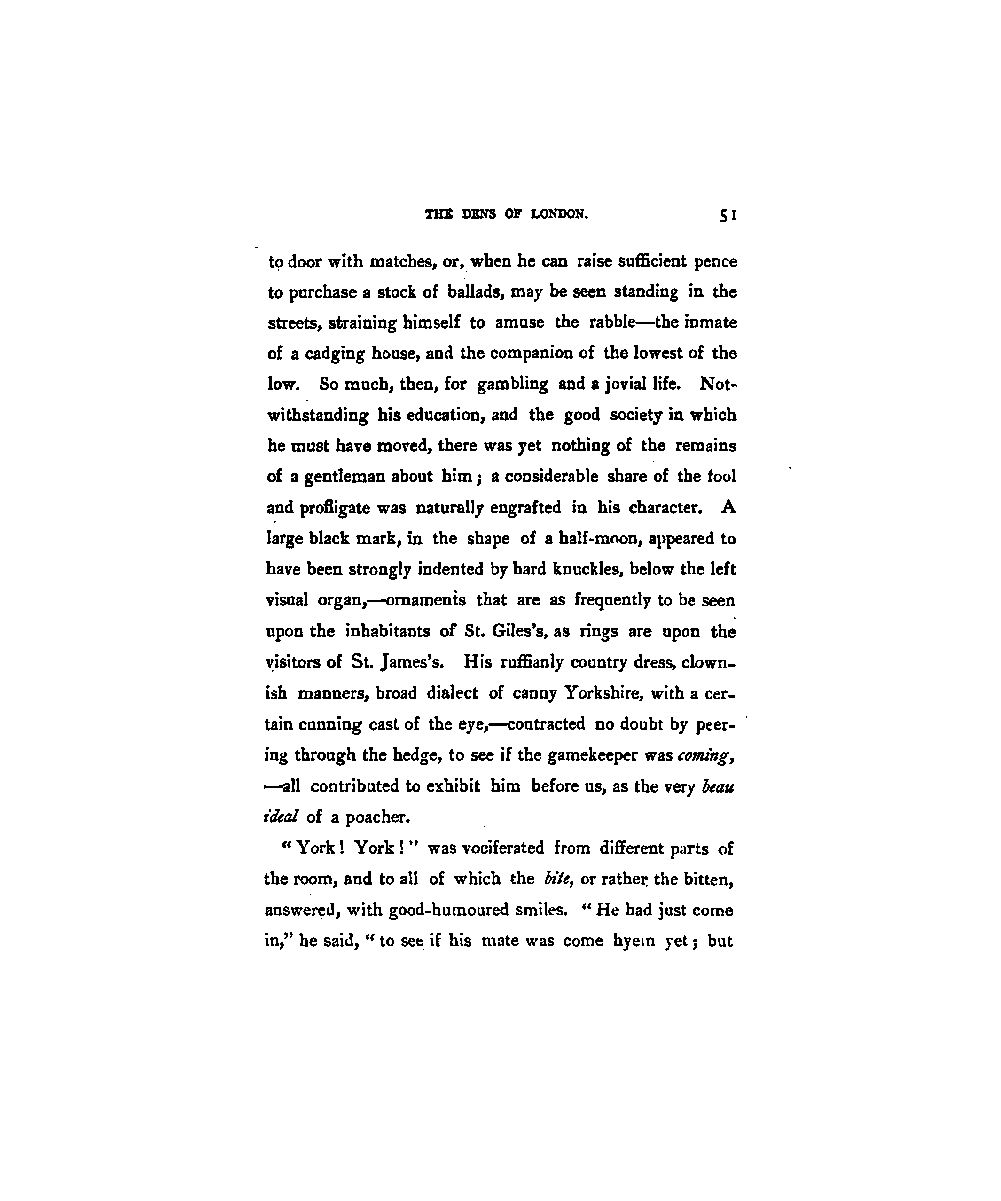 THE DENS OF LONDON. 51
to door with matches, or, when he can raise sufficient pence
to purchase a stock of ballads, may be seen standing in the
streets, straining himself to amuse the rabble—the inmate
of a cadging house, and the companion of the lowest of the
low. So much, then, for gambling and a jovial life. Not-
withstanding his education, and the good society in which
he must have moved, there was yet nothing of the remains
of a gentleman about him; a considerable share of the fool
and profligate was naturally engrafted in his character. A
large black mark, in the shape of a half-moon, appeared to
have been strongly indented by hard knuckles, below the left
visual organ,—ornaments that are as frequently to be seen
upon the inhabitants of St. Giles's, as rings are upon the
visitors of St. James's. His ruffianly country dress, clown-
ish manners, broad dialect of canny Yorkshire, with a cer-
tain cunning cast of the eye,—contracted no doubt by peer-
ing through the hedge, to see if the gamekeeper was coming,
—all contributed to exhibit him before us, as the very beau
ideal of a poacher.
"York! York!" was vociferated from different parts of
the room, and to all of which the bite, or rather the bitten,
answered, with good-humoured smiles. "He had just come
in," he said, "to see if his mate was come hyem yet; but